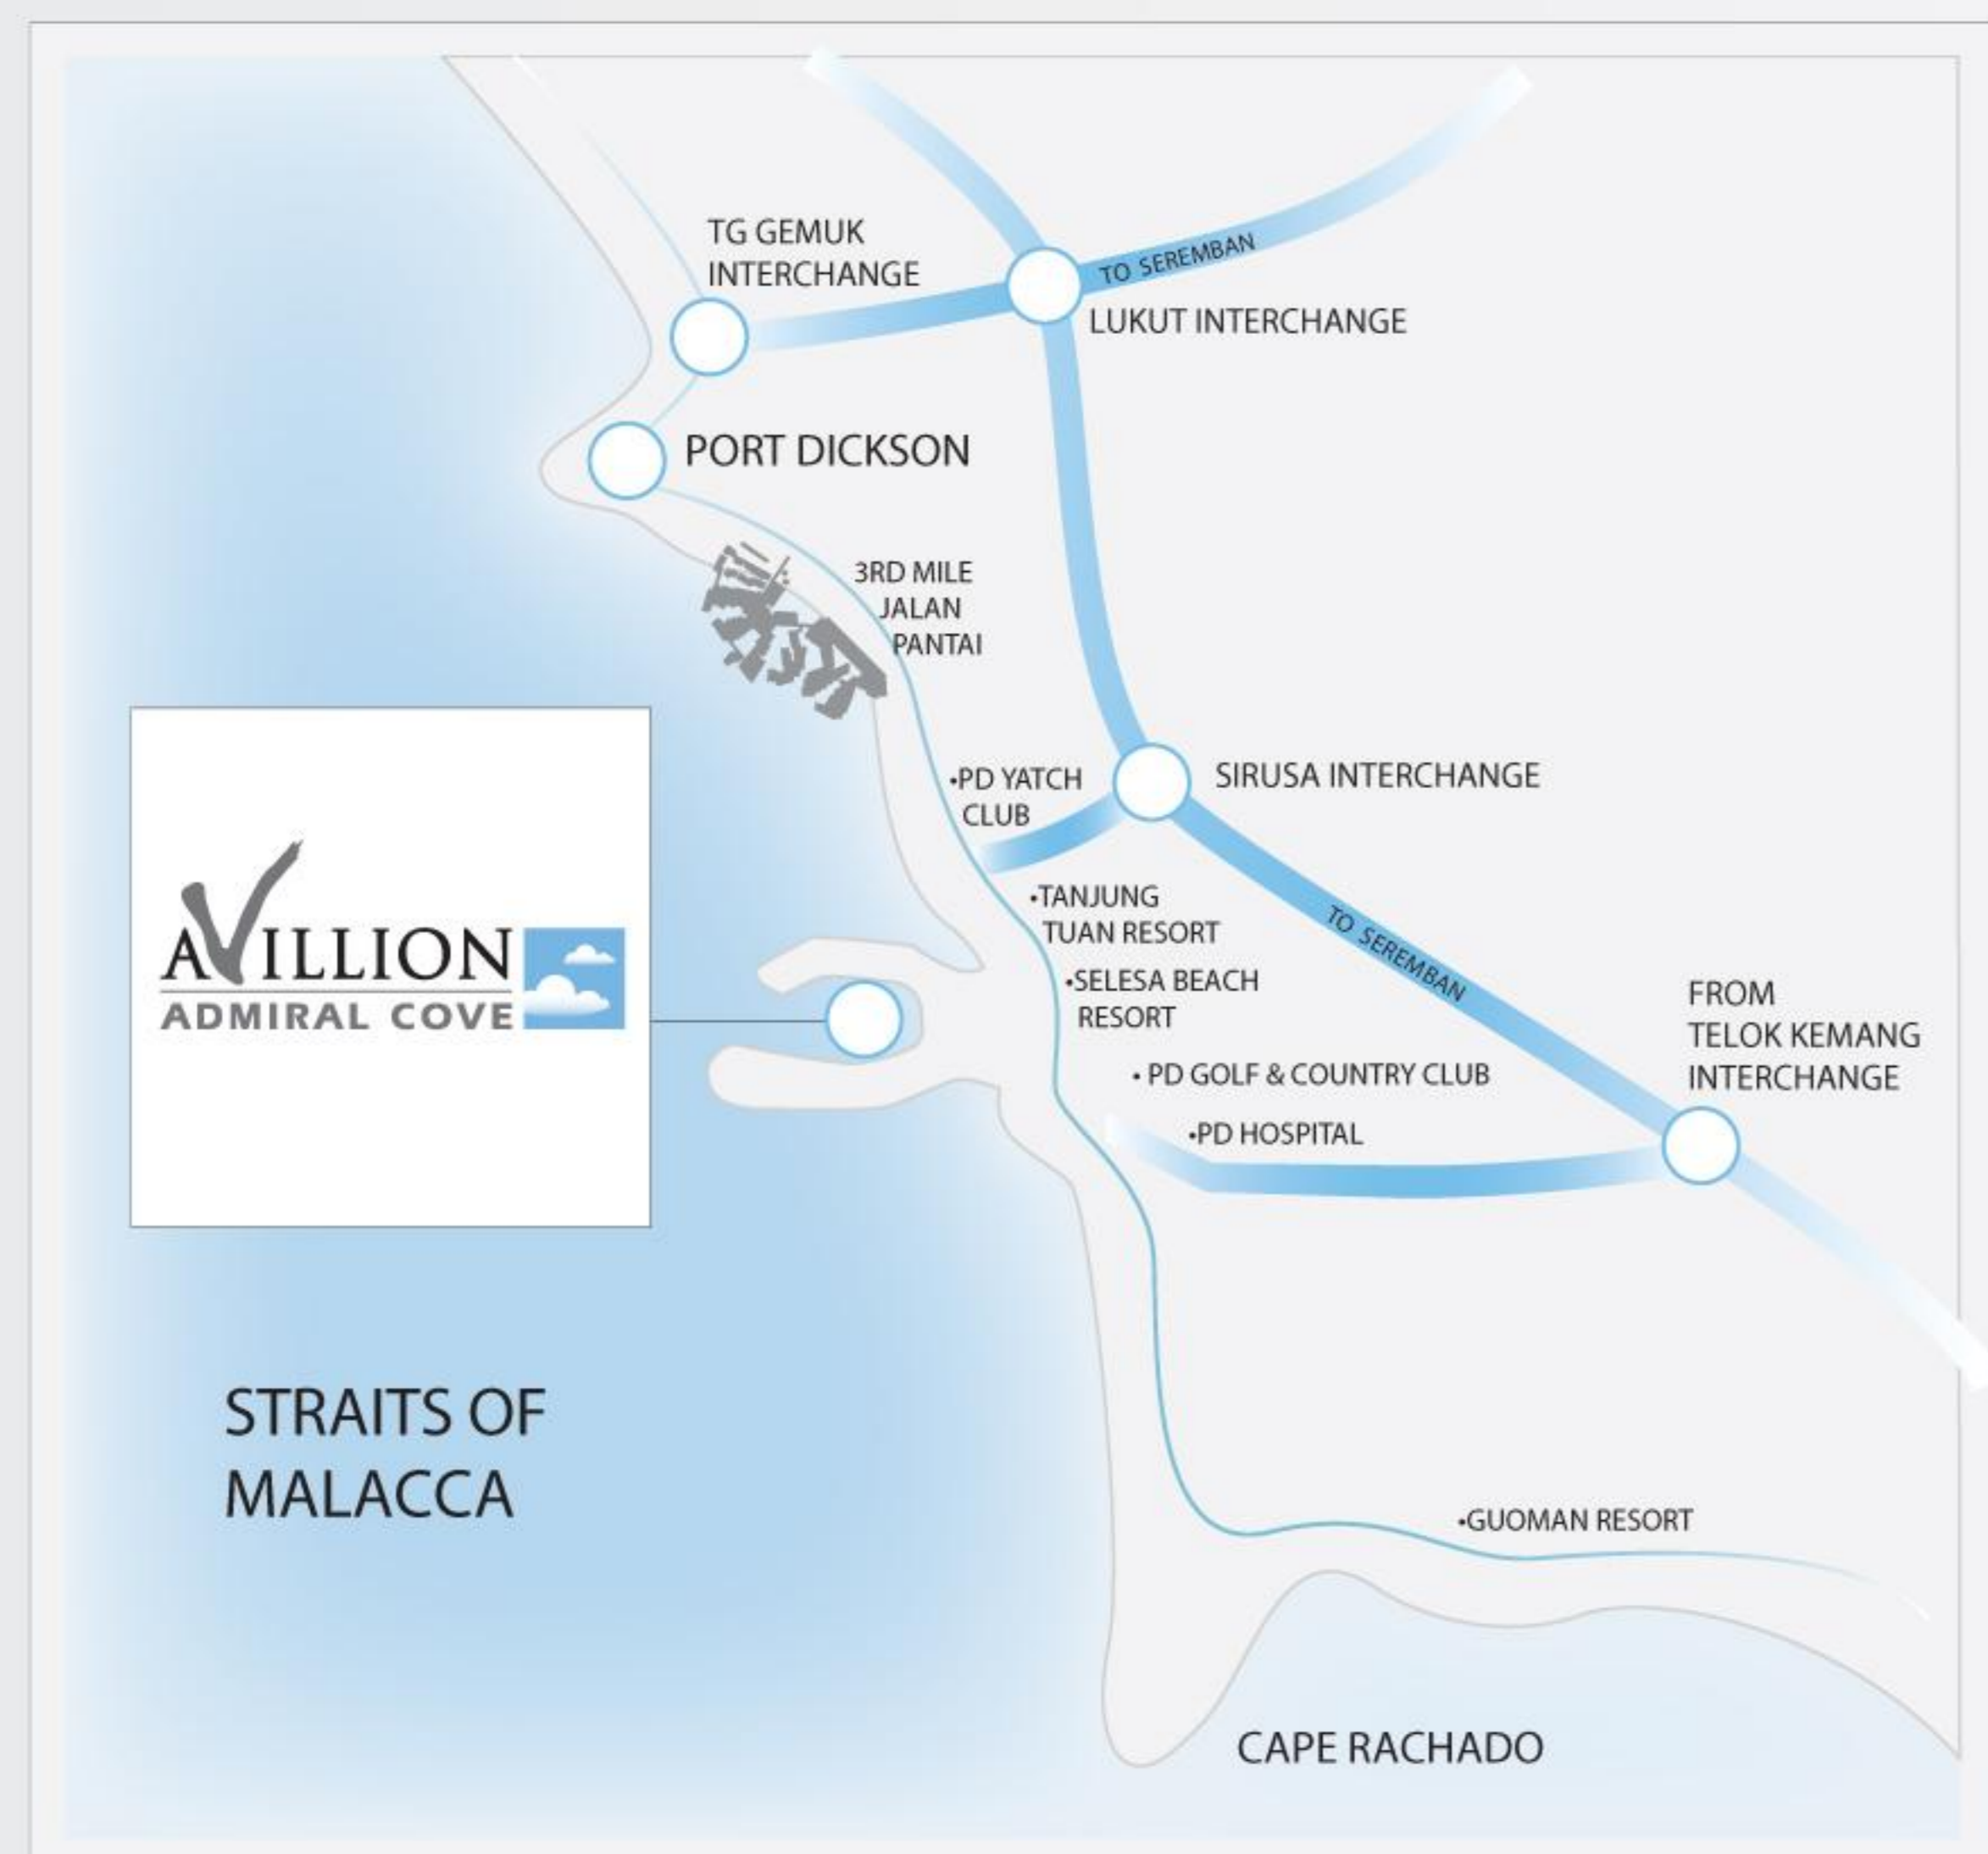 TG GEMUK
INTERCHANGE
TO SEREMBAN
LUKUT INTERCHANGE
PORT DICKSON
3RD MILE
JALAN
PANTAI
•PD YATCH
CLUB
SIRUSA INTERCHANGE
•TANJUNG
TUAN RESORT
TO SEREMBAN
•SELESA BEACH
RESORT
AVILLION
ADMIRAL COVE
FROM
TELOK KEMANG
INTERCHANGE
• PD GOLF & COUNTRY CLUB
•PD HOSPITAL
STRAITS OF
MALACCA
•GUOMAN RESORT
CAPE RACHADO